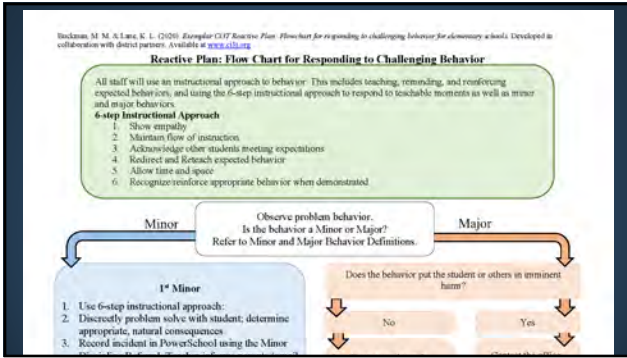 Buckman, M. M. & Lane, K. L. (2020). Exemplar Ci3T Reactive Plan: Flowchart for responding to challenging behavior for elementary schools. Developed in
collaboration with district partners. Available at www.ci3t.org
Reactive Plan: Flow Chart for Responding to Challenging Behavior
All staff will use an instructional approach to behavior. This includes teaching, reminding, and reinforcing
expected behaviors, and using the 6-step instructional approach to respond to teachable moments as well as minor
and major behaviors.
6-step Instructional Approach
1. Show empathy
2. Maintain flow of instruction
3. Acknowledge other students meeting expectations
4. Redirect and Reteach expected behavior
5. Allow time and space
6. Recognize/reinforce appropriate behavior when demonstrated
Minor
Observe problem behavior.
Is the behavior a Minor or Major?
Refer to Minor and Major Behavior Definitions.
Major
1st Minor
1. Use 6-step instructional approach:
2. Discreetly problem solve with student; determine
appropriate, natural consequences
3. Record incident in PowerSchool using the Minor
Does the behavior put the student or others in imminent
harm?
No
Yes